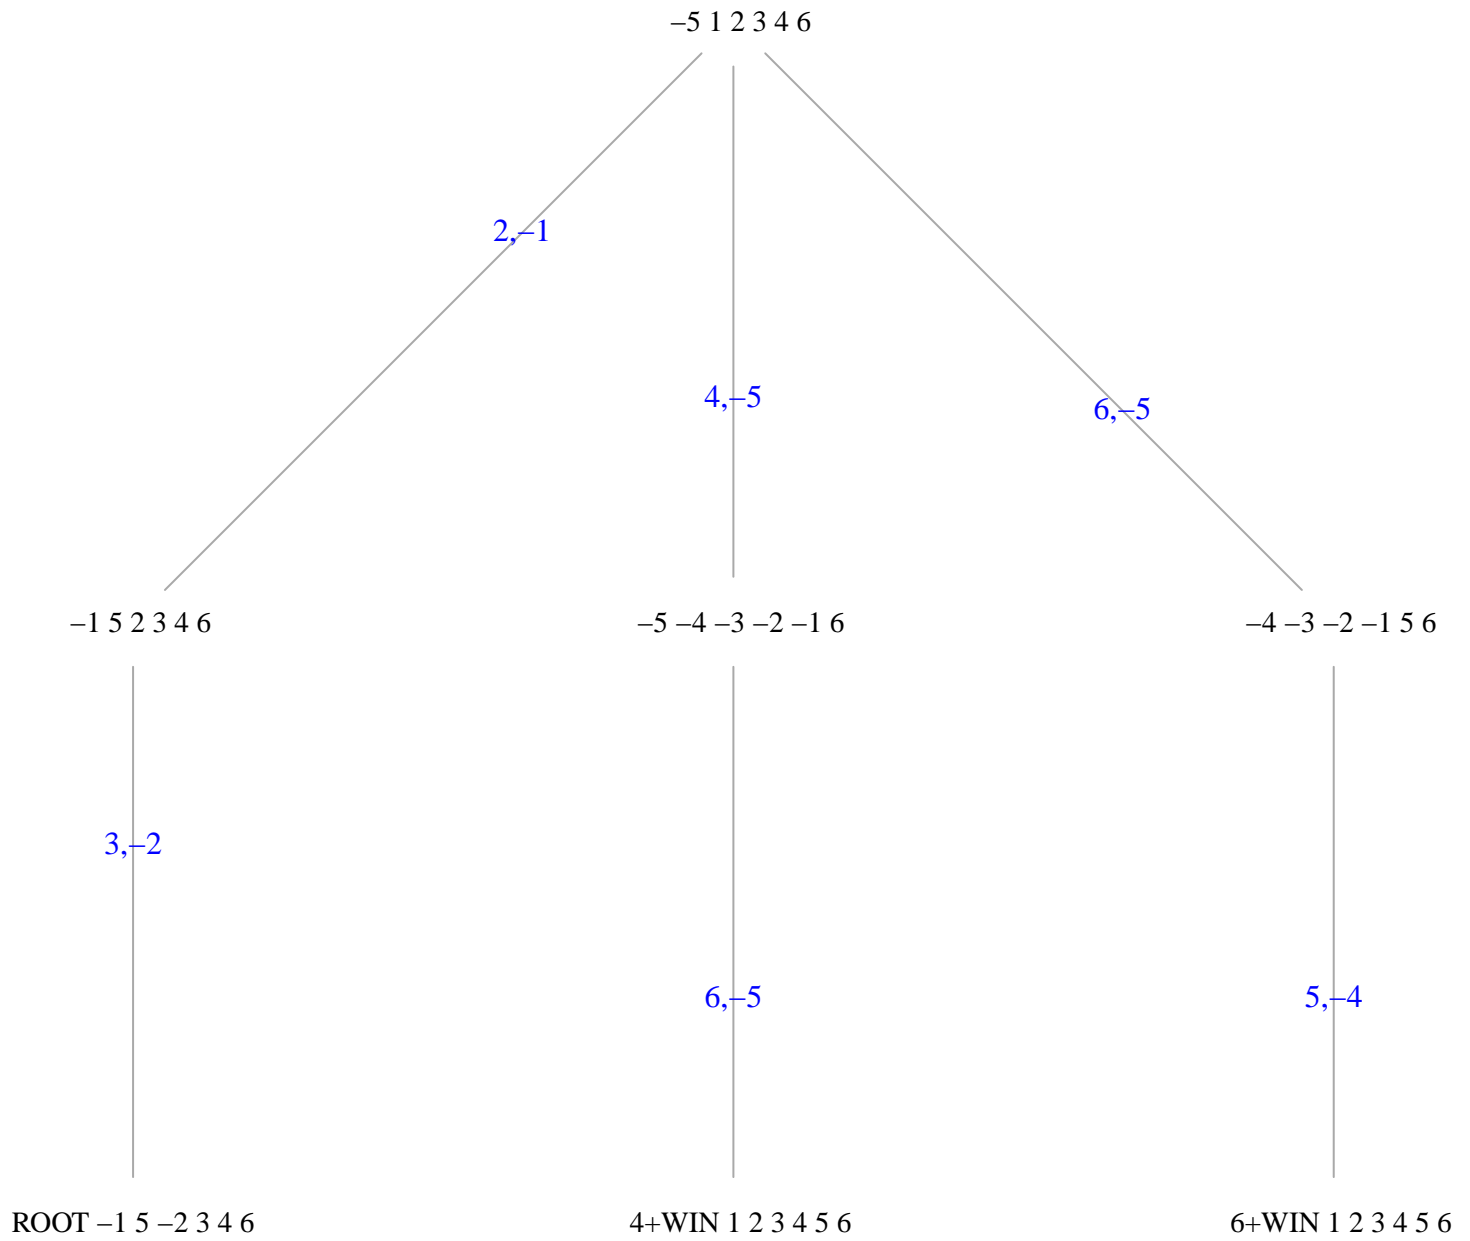 –5 1 2 3 4 6
2,–1
4,–5
6,–5
–1 5 2 3 4 6
–5 –4 –3 –2 –1 6
–4 –3 –2 –1 5 6
3,–2
6,–5
5,–4
ROOT –1 5 –2 3 4 6
4+WIN 1 2 3 4 5 6
6+WIN 1 2 3 4 5 6